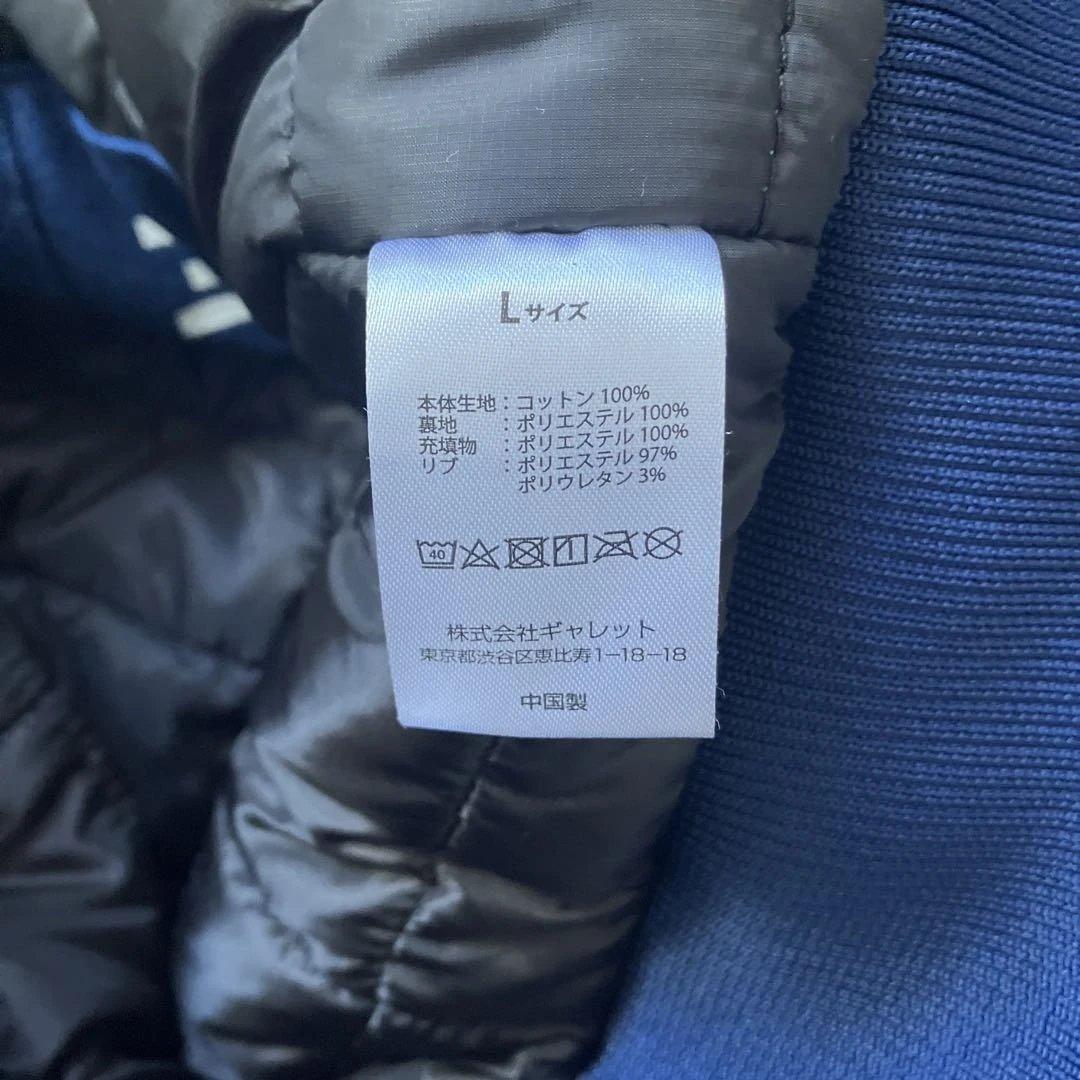 Lサイズ
本体生地：コットン 100%
裏地　　：ポリエステル 100%
充填物　：ポリエステル 100%
リブ　　：ポリエステル 97%
ポリウレタン 3%
40
株式会社ギャレット
東京都渋谷区恵比寿1-18-18
中国製